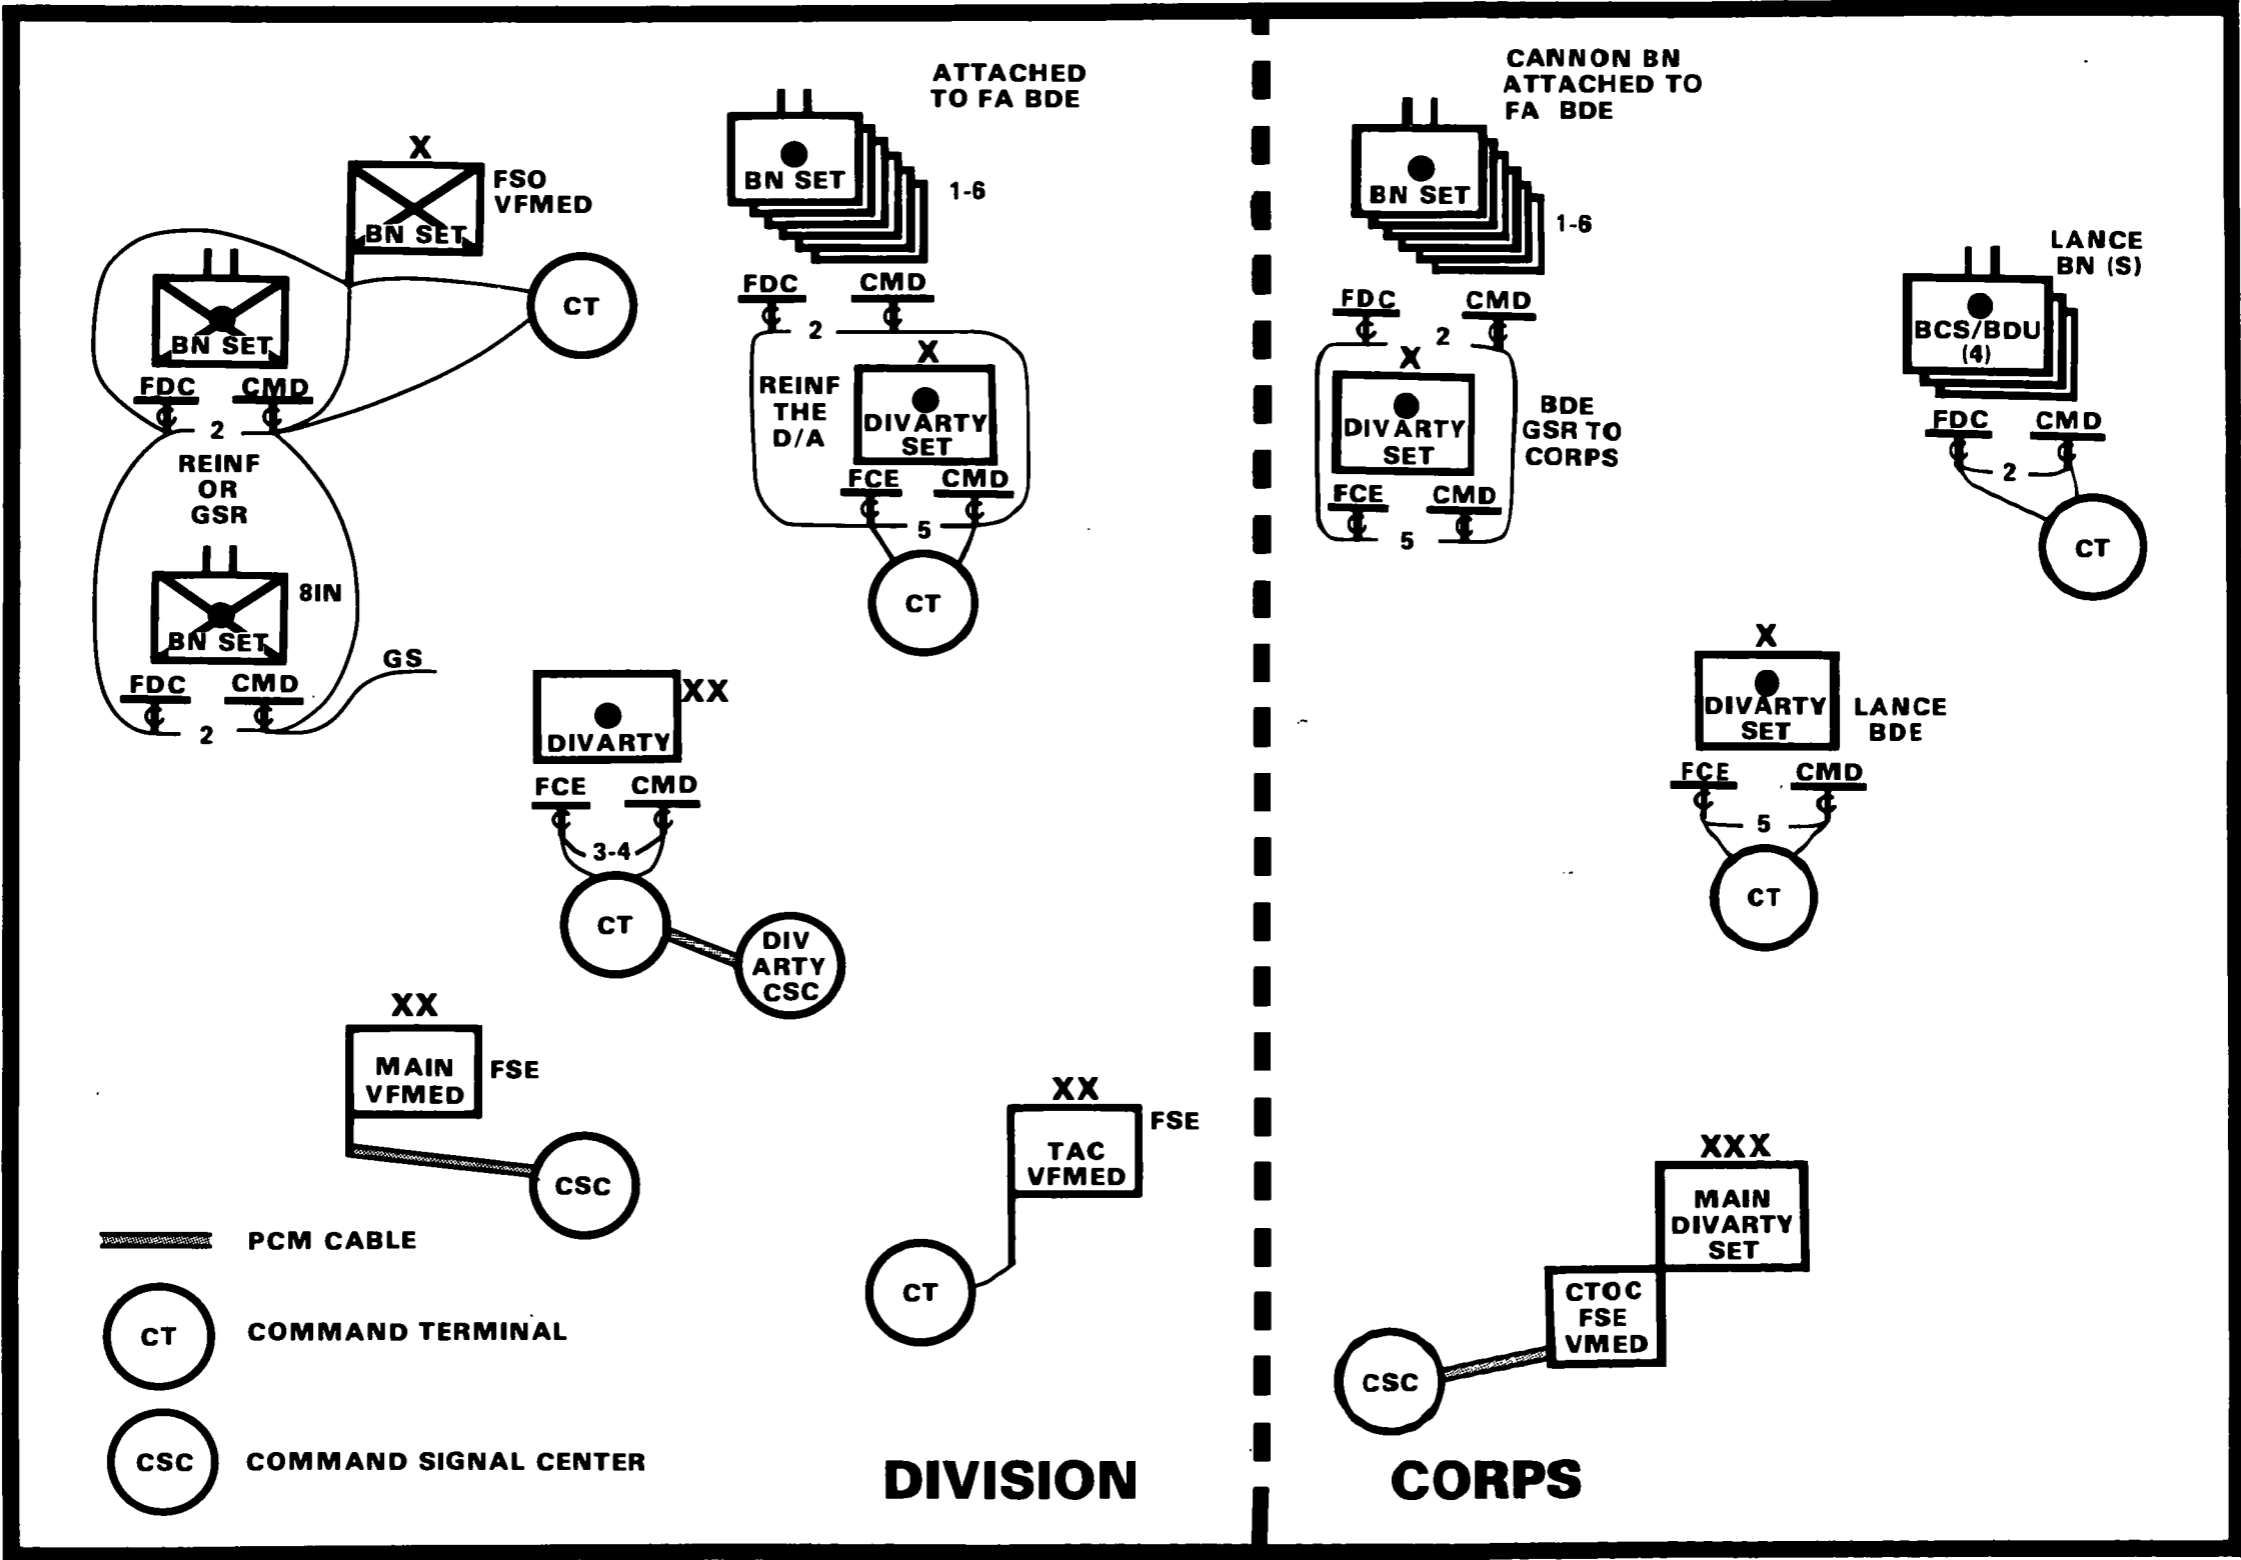 X
FSO
VFMED
BN SET
BN SET
FDC
CMD
2
CT
REINF
OR
GSR
8IN
BN SET
FDC
CMD
2
GS
ATTACHED
TO FA BDE
BN SET
1-6
FDC
CMD
2
REINF
THE
D/A
X
DIVARTY
SET
FCE
CMD
5
CT
XX
DIVARTY
FCE
CMD
3-4
CT
DIV
ARTY
CSC
XX
MAIN
VFMED
FSE
CSC
XX
FSE
TAC
VFMED
CT
PCM CABLE
CT
COMMAND TERMINAL
CSC
COMMAND SIGNAL CENTER
DIVISION
CANNON BN
ATTACHED TO
FA BDE
BN SET
1-6
FDC
CMD
2
X
DIVARTY
SET
BDE
GSR TO
CORPS
FCE
CMD
5
LANCE
BN (S)
BCS/BDU
(4)
FDC
CMD
2
CT
X
DIVARTY
SET
LANCE
BDE
FCE
CMD
5
CT
XXX
MAIN
DIVARTY
SET
CTOC
FSE
VMED
CSC
CORPS